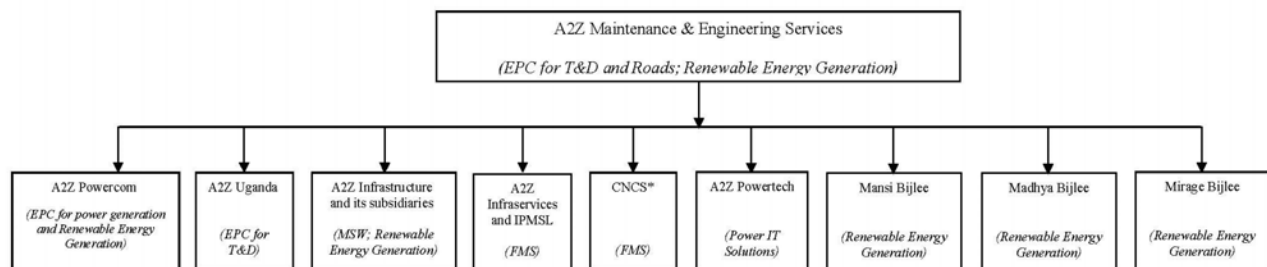 A2Z Maintenance & Engineering Services
(EPC for T&D and Roads; Renewable Energy Generation)
A2Z Powercom
(EPC for power generation
and Renewable Energy
Generation)
A2Z Uganda
(EPC for
T&D)
A2Z Infrastructure
and its subsidiaries
(MSW; Renewable
Energy Generation)
A2Z
Infraservices
and IPMSL
(FMS)
CNCS*
(FMS)
A2Z Powertech
(Power IT
Solutions)
Mansi Bijlee
(Renewable Energy
Generation)
Madhya Bijlee
(Renewable Energy
Generation)
Mirage Bijlee
(Renewable Energy
Generation)